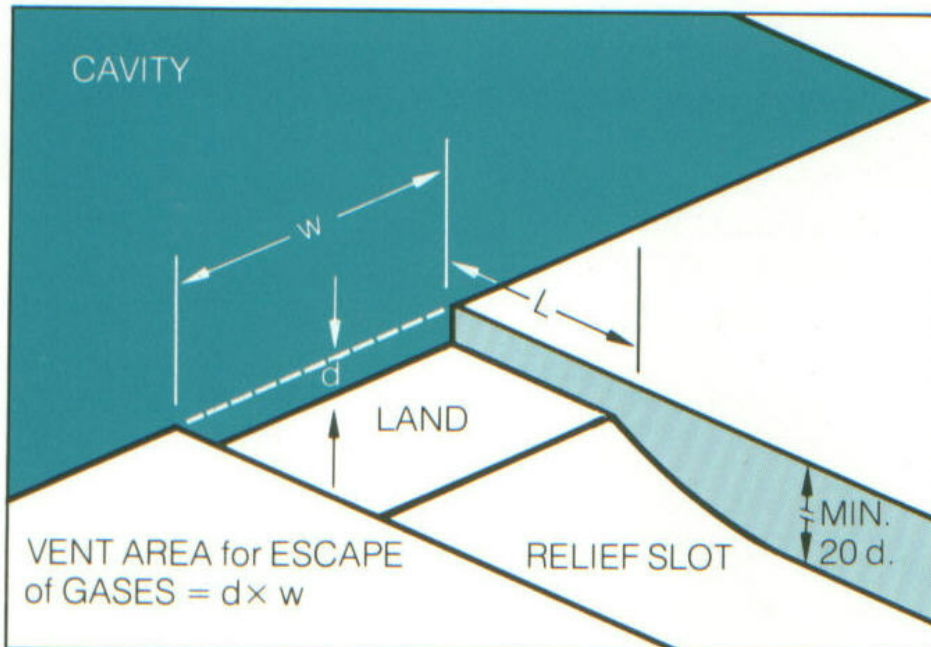 CAVITY
w
L
d
LAND
MIN.
20 d.
RELIEF SLOT
VENT AREA for ESCAPE
of GASES = d × w